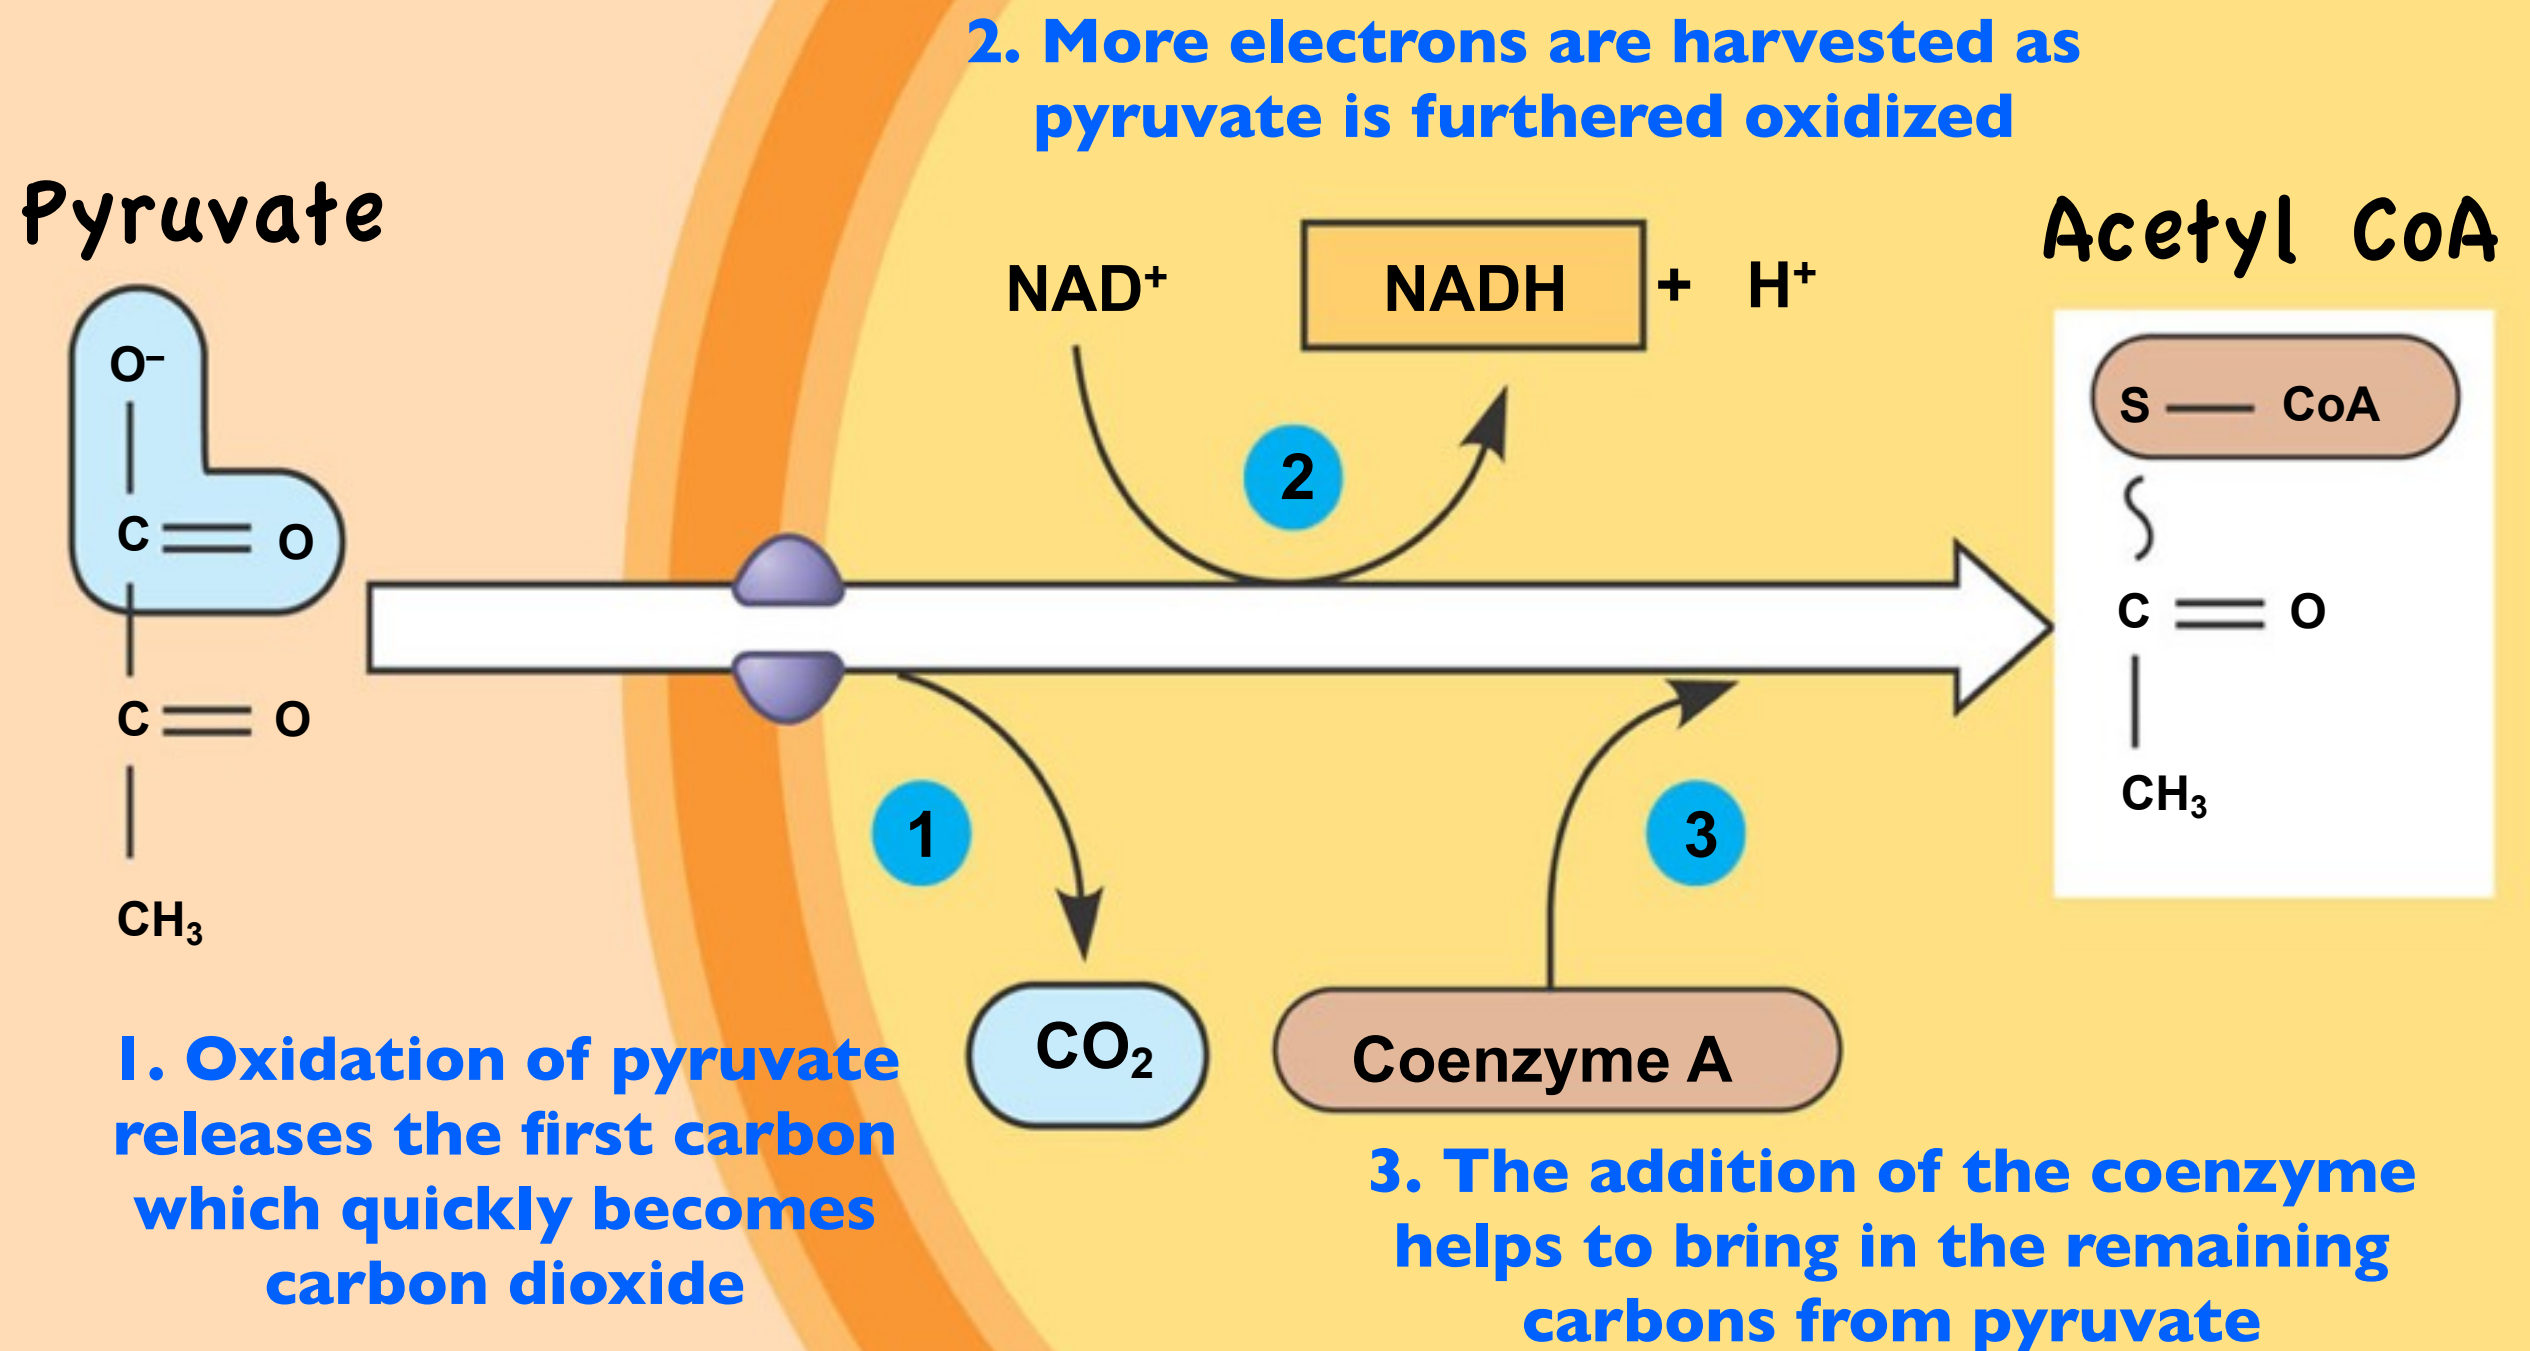 2. More electrons are harvested as
pyruvate is furthered oxidized
Pyruvate
Acetyl CoA
NAD⁺
NADH + H⁺
O⁻
C O
C O
CH₃
2
S CoA
C O
CH₃
1
3
CO₂
Coenzyme A
1. Oxidation of pyruvate
releases the first carbon
which quickly becomes
carbon dioxide
3. The addition of the coenzyme
helps to bring in the remaining
carbons from pyruvate